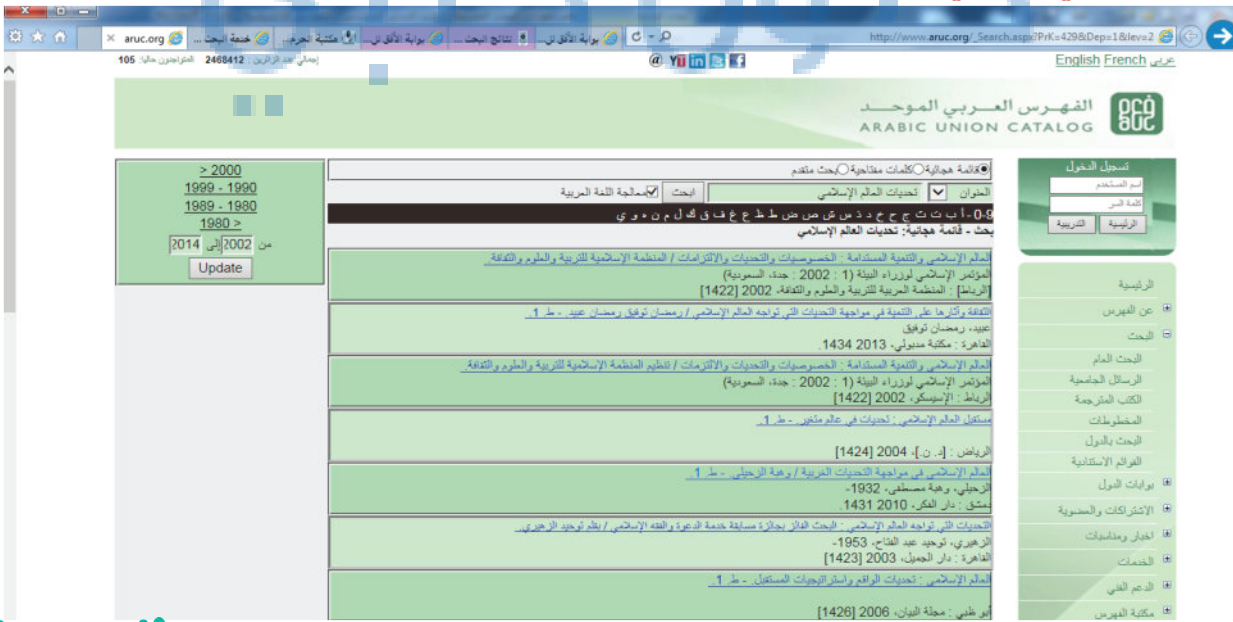 aruc.org
خدمة البحث ...
مكتبة الحرم...
بوابة الأفق ال...
نتائج البحث ...
بوابة الأفق ال...
http://www.aruc.org/_Search.aspx?PrK=429&Dep=1&lev=2
English French عربي
إجمالي عدد الزائرين : 2468412 المتواجدون حاليا: 105
الفهرس العربي الموحد
ARABIC UNION CATALOG
تسجيل الدخول
اسم المستخدم
كلمة السر
الرئيسية
التدريبية
قائمة هجائية كلمات مفتاحية بحث متقدم
العنوان تحديات العالم الإسلامي ابحث معالجة اللغة العربية
0-9- أ ب ت ث ج ح خ د ذ س ش ص ض ط ظ ع غ ف ق ك ل م ن ه و ي
بحث - قائمة هجائية: تحديات العالم الإسلامي
العالم الإسلامي والتنمية المستدامة : الخصوصيات والتحديات والالتزامات / المنظمة الإسلامية للتربية والعلوم والثقافة.
المؤتمر الإسلامي لوزراء البيئة (1 : 2002 : جدة، السعودية)
[الرباط] : المنظمة العربية للتربية والعلوم والثقافة، 2002 [1422]
الثقافة وآثارها على التنمية في مواجهة التحديات التي تواجه العالم الإسلامي / رمضان توفيق رمضان عبيد. - ط 1.
عبيد، رمضان توفيق
القاهرة : مكتبة مدبولي، 2013 1434.
العالم الإسلامي والتنمية المستدامة : الخصوصيات والتحديات والالتزمات / تنظيم المنظمة الإسلامية للتربية والعلوم والثقافة.
المؤتمر الإسلامي لوزراء البيئة (1 : 2002 : جدة، السعودية)
الرباط : الإيسيسكو، 2002 [1422]
مستقبل العالم الإسلامي : تحديات في عالم متغير. - ط. 1.
الرياض : [د. ن.]، 2004 [1424]
العالم الإسلامي في مواجهة التحديات الغربية / وهبة الزحيلي. - ط 1.
الزحيلي، وهبة مصطفى، 1932-
دمشق : دار الفكر، 2010 1431.
التحديات التي تواجه العالم الإسلامي : البحث الفائز بجائزة مسابقة خدمة الدعوة والفقه الإسلامي / بقلم توحيد الزهيري.
الزهيري، توحيد عبد الفتاح، 1953-
القاهرة : دار الجميل، 2003 [1423]
العالم الإسلامي : تحديات الواقع واستراتيجيات المستقبل. - ط. 1.
أبو ظبي : مجلة البيان، 2006 [1426]
> 2000
1999 - 1990
1989 - 1980
1980 >
من 2002 إلى 2014
Update
الرئيسية
عن الفهرس
البحث
البحث العام
الرسائل الجامعية
الكتب المترجمة
المخطوطات
البحث بالدول
القوائم الاستنادية
بوابات الدول
الاشتراكات والعضوية
اخبار ومناسبات
الخدمات
الدعم الفني
مكتبة الفهرس